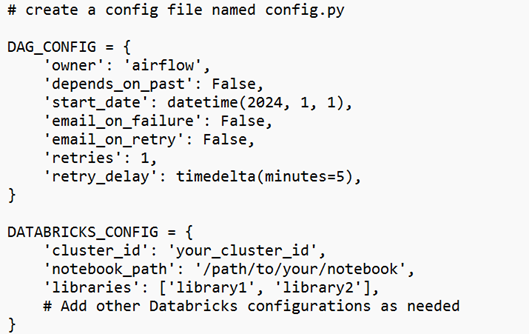 # create a config file named config.py

DAG_CONFIG = {
    'owner': 'airflow',
    'depends_on_past': False,
    'start_date': datetime(2024, 1, 1),
    'email_on_failure': False,
    'email_on_retry': False,
    'retries': 1,
    'retry_delay': timedelta(minutes=5),
}

DATABRICKS_CONFIG = {
    'cluster_id': 'your_cluster_id',
    'notebook_path': '/path/to/your/notebook',
    'libraries': ['library1', 'library2'],
    # Add other Databricks configurations as needed
}